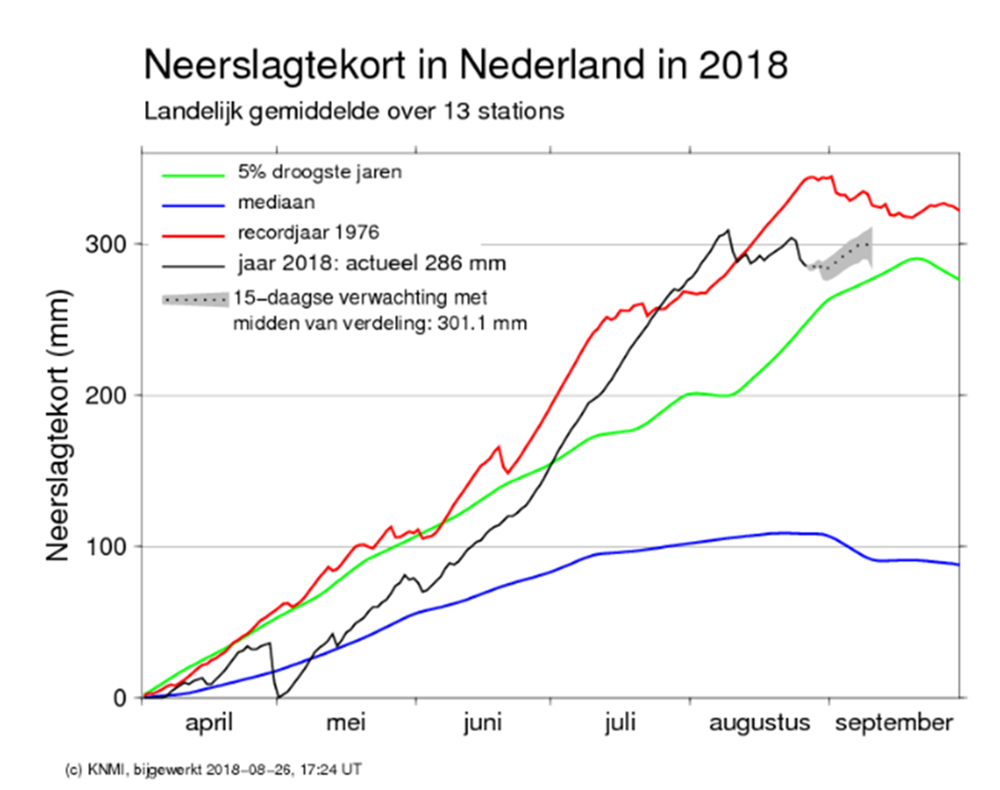 Neerslagtekort in Nederland in 2018
Landelijk gemiddelde over 13 stations
5% droogste jaren
mediaan
recordjaar 1976
jaar 2018: actueel 286 mm
15-daagse verwachting met
midden van verdeling: 301.1 mm
Neerslagtekort (mm)
300
200
100
0
april mei juni juli augustus september
(c) KNMI, bijgewerkt 2018-08-26, 17:24 UT